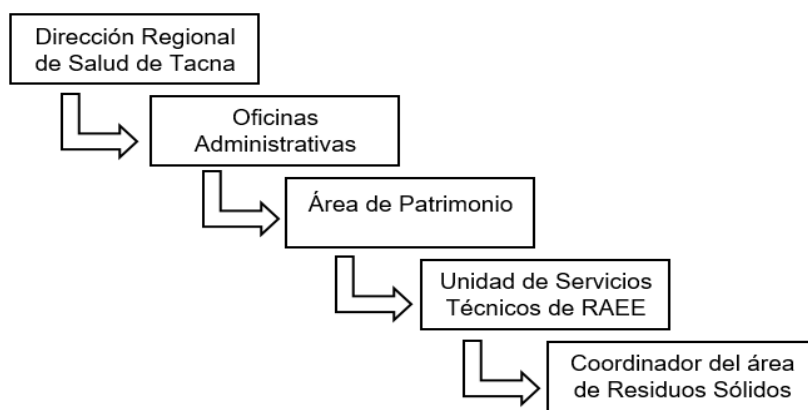 Dirección Regional
de Salud de Tacna
Oficinas
Administrativas
Área de Patrimonio
Unidad de Servicios
Técnicos de RAEE
Coordinador del área
de Residuos Sólidos